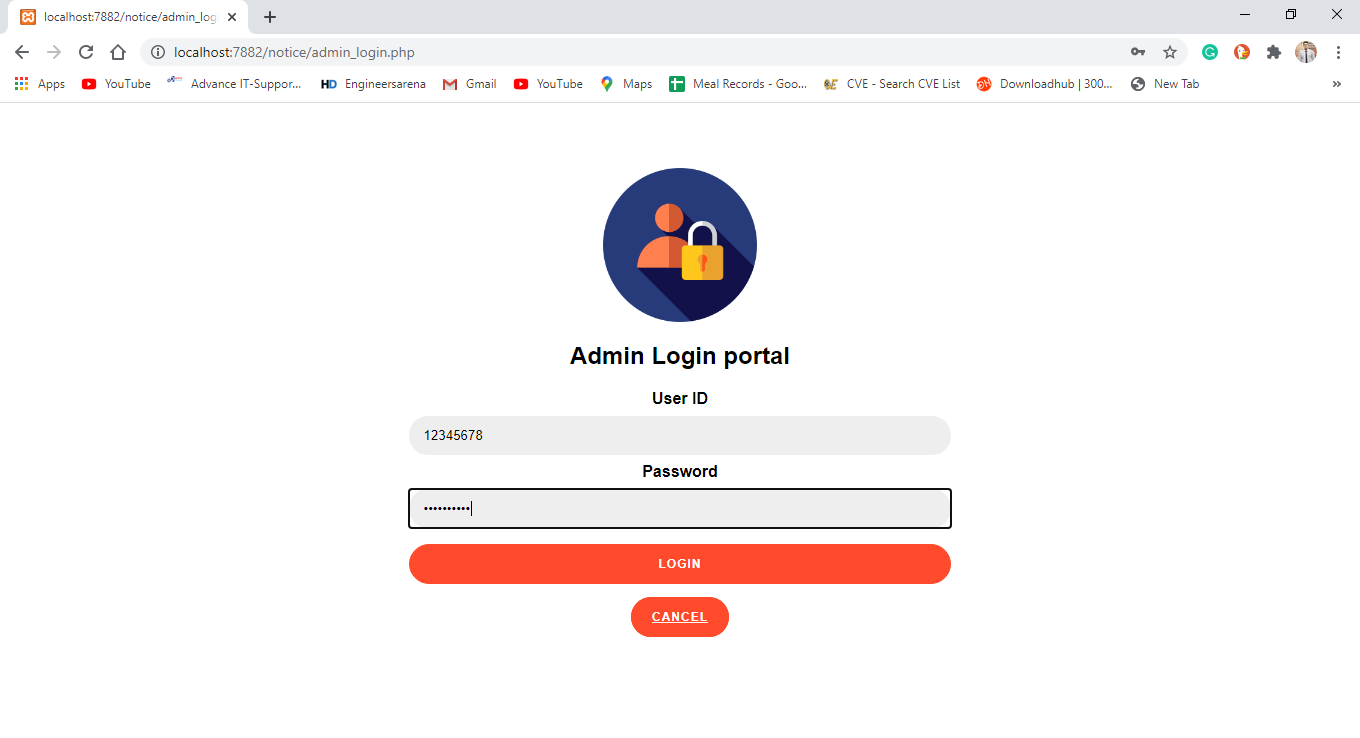 localhost:7882/notice/admin_log
localhost:7882/notice/admin_login.php
Apps YouTube Advance IT-Suppor... HD Engineersarena Gmail YouTube Maps Meal Records - Goo... CVE - Search CVE List Downloadhub | 300... New Tab »
Admin Login portal
User ID
12345678
Password
••••••••••
LOGIN
CANCEL